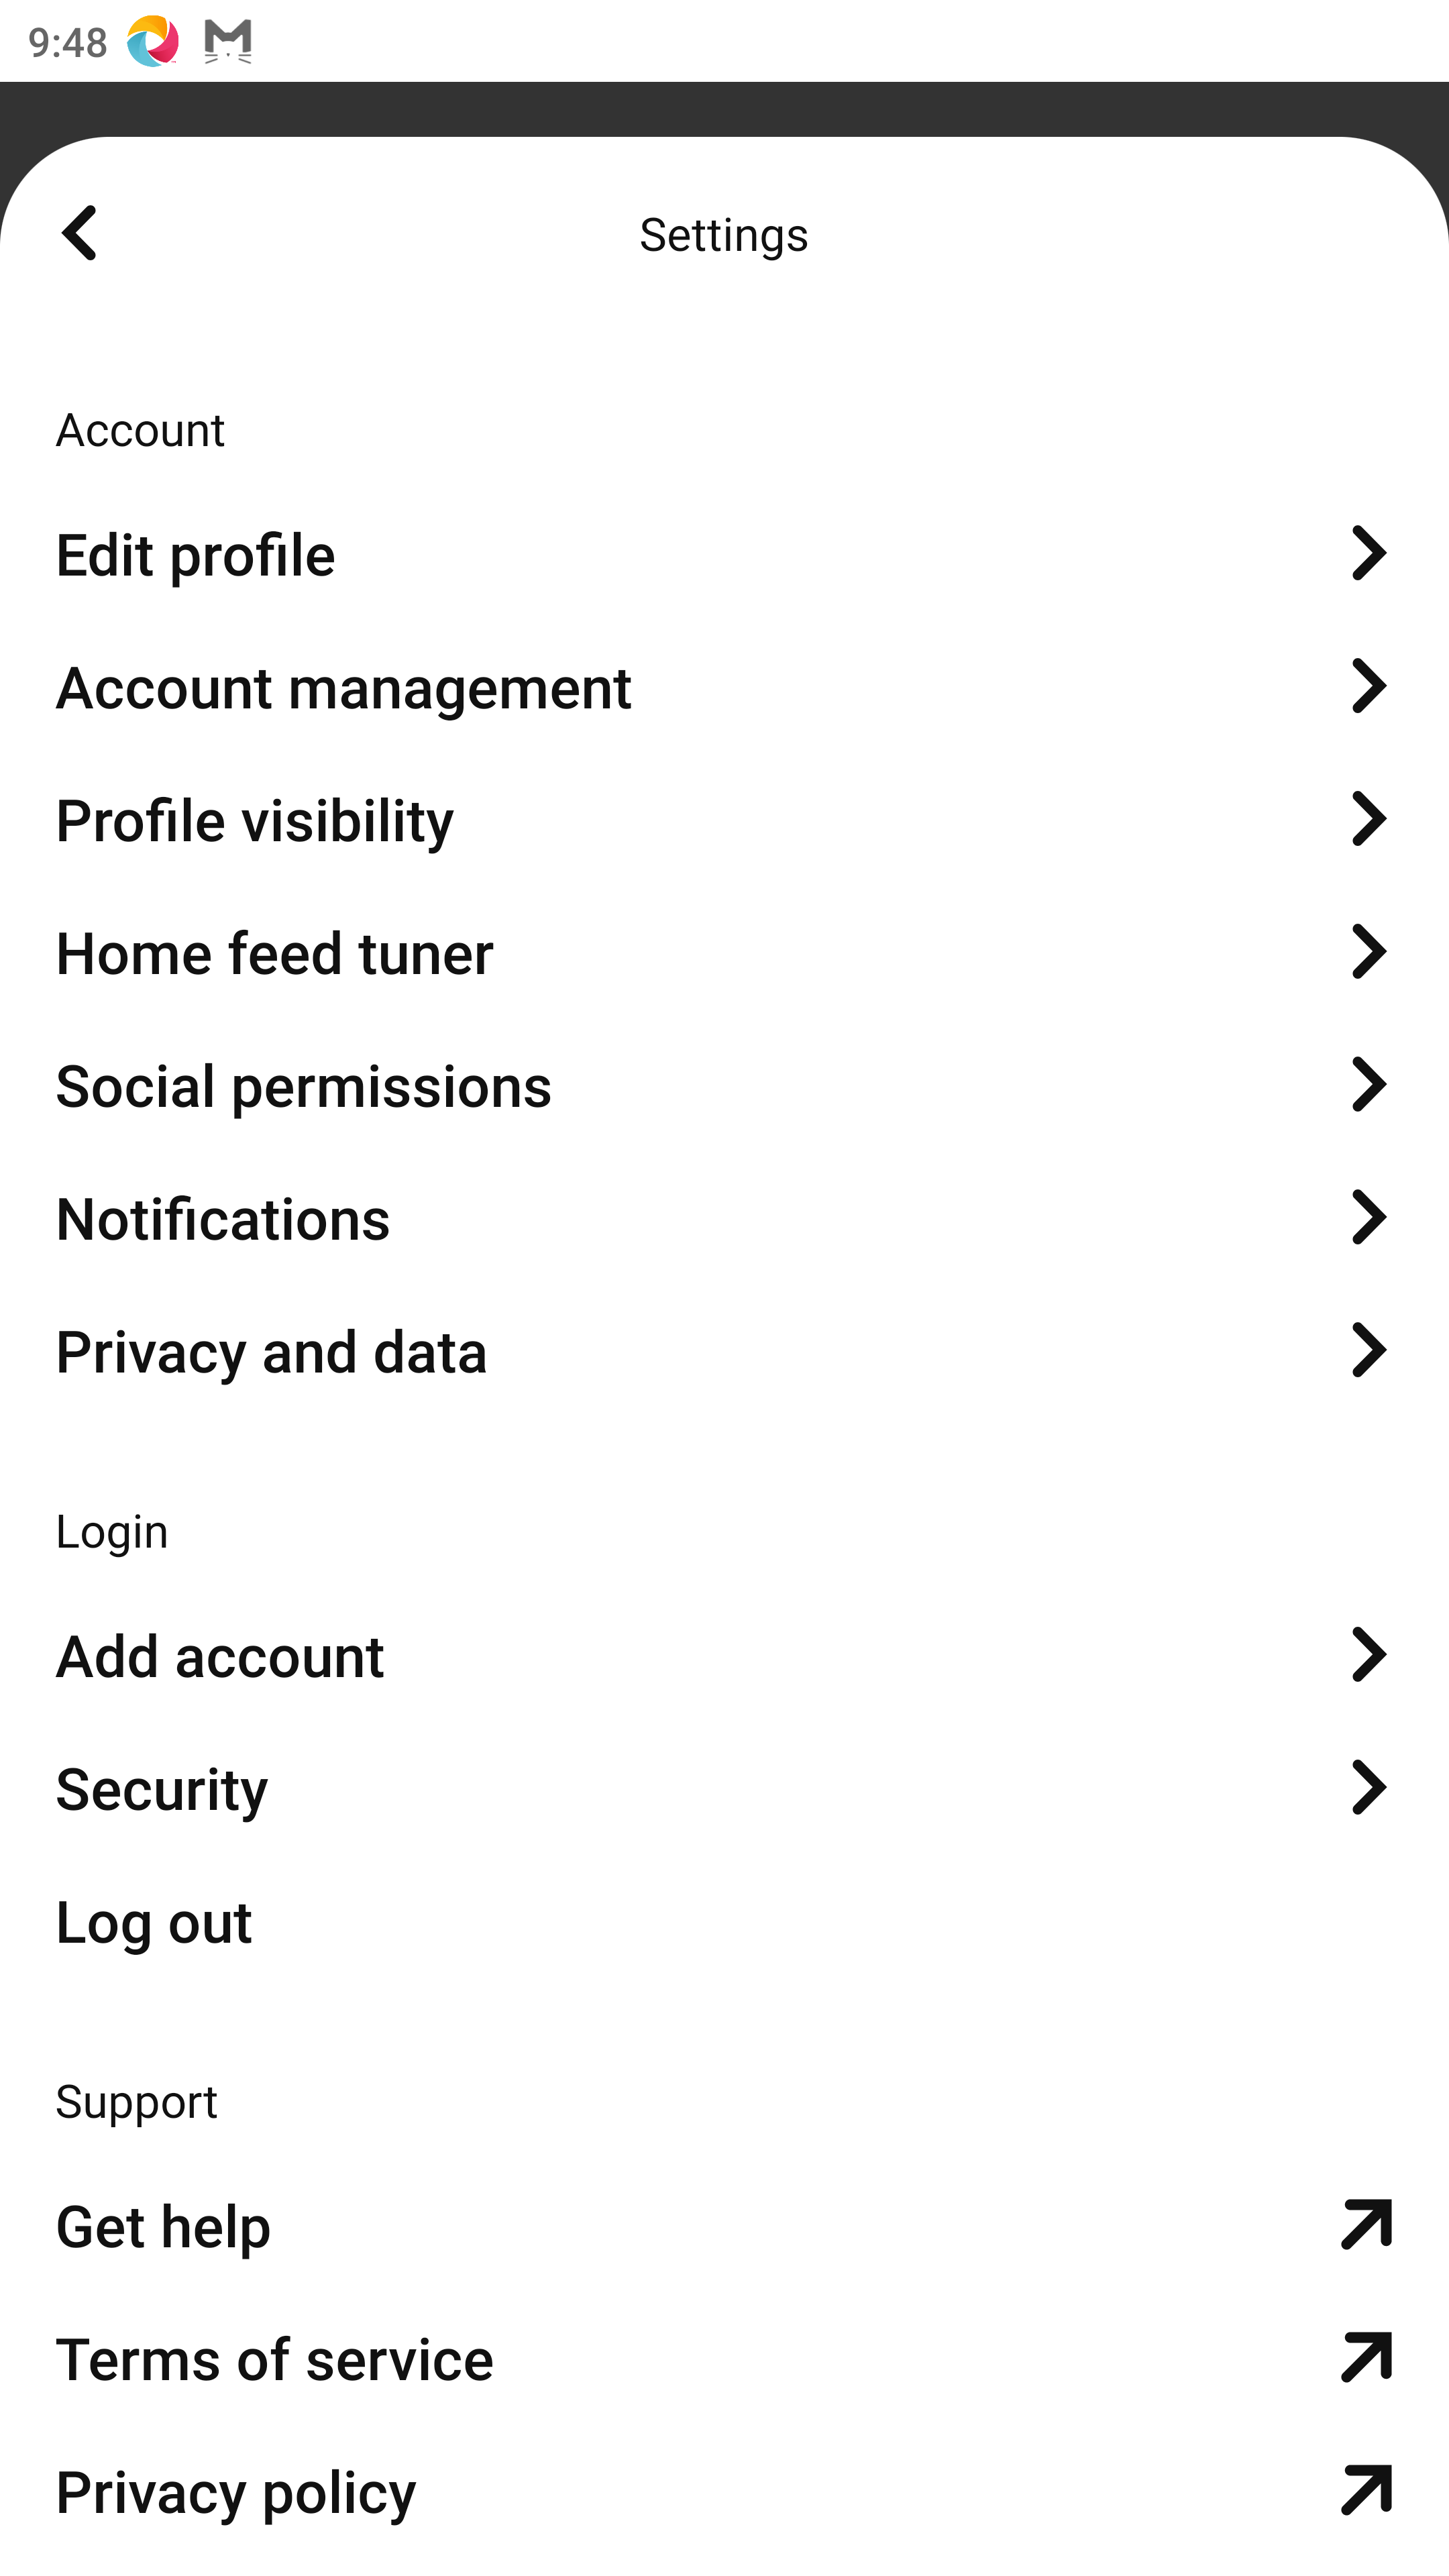 9:48
Settings
Account
Edit profile
Account management
Profile visibility
Home feed tuner
Social permissions
Notifications
Privacy and data
Login
Add account
Security
Log out
Support
Get help
Terms of service
Privacy policy